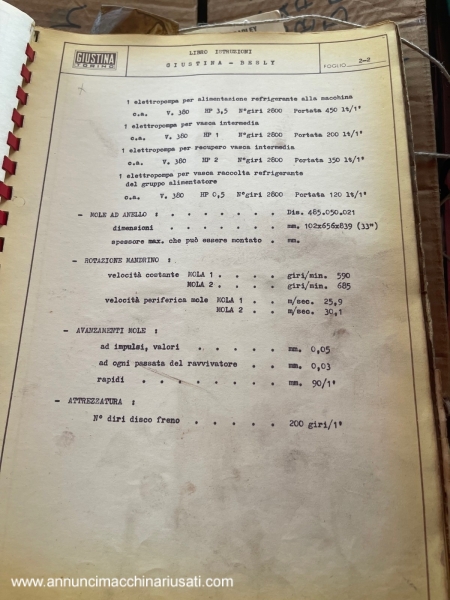 GIUSTINA
TORINO
LIBRO ISTRUZIONI
GIUSTINA - BESLY
FOGLIO 2-2
1 elettropompa per alimentazione refrigerante alla macchina
c.a. V. 380 HP 3,5 N°giri 2800 Portata 450 lt/1'
1 elettropompa per vasca intermedia
c.a. V. 380 HP 1 N°giri 2800 Portata 200 lt/1'
1 elettropompa per recupero vasca intermedia
c.a. V. 380 HP 2 N°giri 2800 Portata 350 lt/1'
1 elettropompa per vasca raccolta refrigerante
del gruppo alimentatore
c.a. V. 380 HP 0,5 N°giri 2800 Portata 120 lt/1'
- MOLE AD ANELLO : . . . . . . . Dis. 465.050.021
dimensioni . . . . . . . mm. 102x656x839 (33")
spessore max. che può essere montato . mm.
- ROTAZIONE MANDRINO :
velocità costante MOLA 1 . . . giri/min. 590
MOLA 2 . . . giri/min. 685
velocità periferica mole MOLA 1 . . m/sec. 25,9
MOLA 2 . . m/sec. 30,1
- AVANZAMENTI MOLE :
ad impulsi, valori . . . . . mm. 0,05
ad ogni passata del ravvivatore . . mm. 0,03
rapidi . . . . . . . mm. 90/1'
- ATTREZZATURA :
N° diri disco freno . . . . . 200 giri/1'
www.annuncimacchinariusati.com